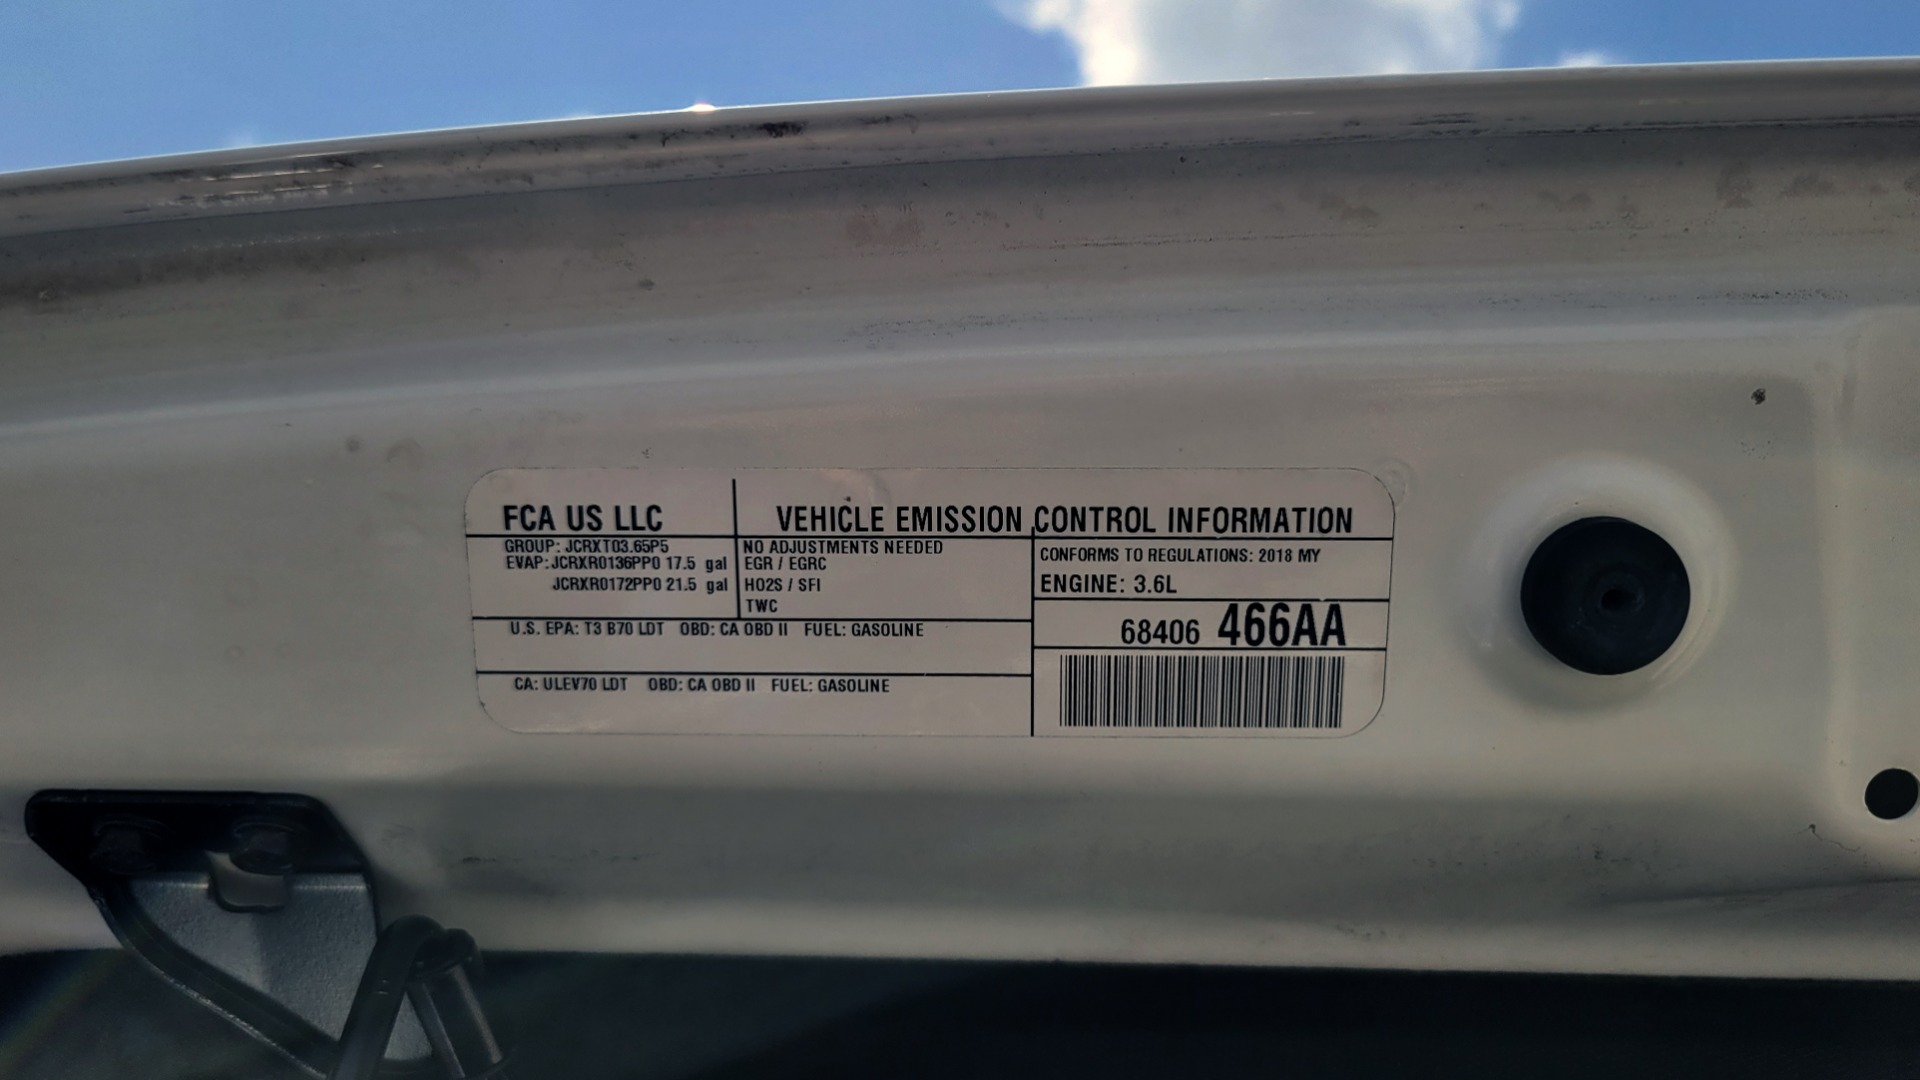 FCA US LLC
VEHICLE EMISSION CONTROL INFORMATION
GROUP: JCRXT03.65P5
EVAP: JCRXR0136PP0 17.5 gal
JCRXR0172PP0 21.5 gal
NO ADJUSTMENTS NEEDED
EGR / EGRC
HO2S / SFI
TWC
CONFORMS TO REGULATIONS: 2018 MY
ENGINE: 3.6L
68406 466AA
U.S. EPA: T3 B70 LDT OBD: CA OBD II FUEL: GASOLINE
CA: ULEV70 LDT OBD: CA OBD II FUEL: GASOLINE